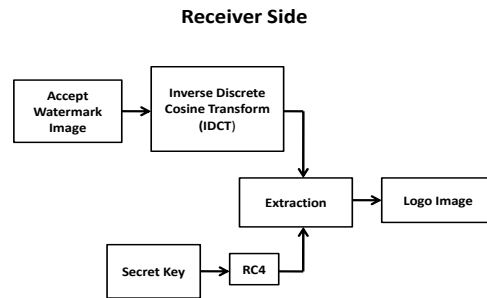 Receiver Side
Accept
Watermark
Image
Inverse Discrete
Cosine Transform
(IDCT)
Extraction
Logo Image
Secret Key
RC4